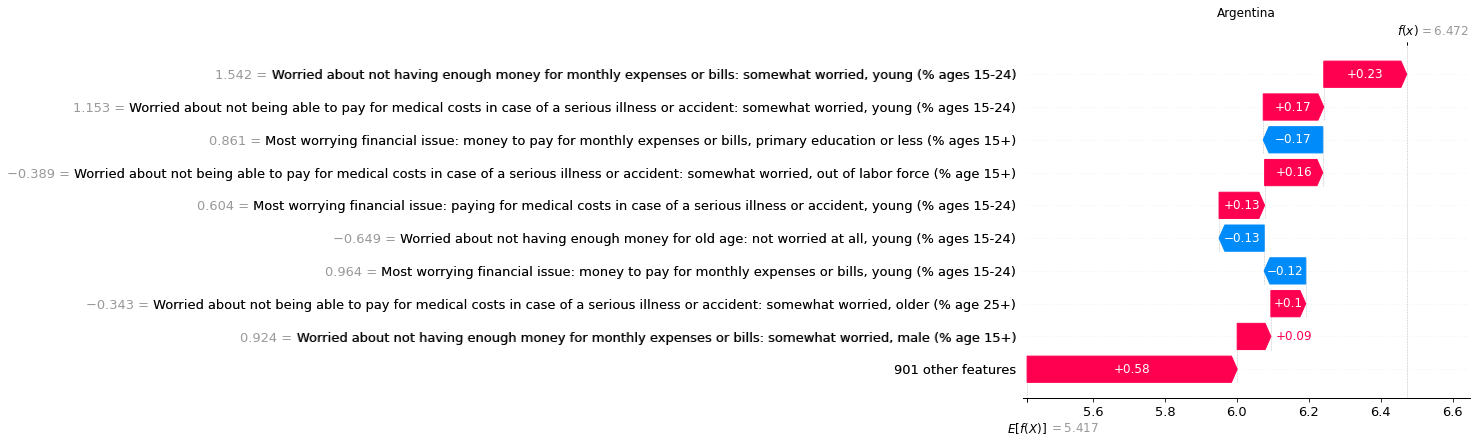 Argentina
f(x) = 6.472
1.542 = Worried about not having enough money for monthly expenses or bills: somewhat worried, young (% ages 15-24)
+0.23
1.153 = Worried about not being able to pay for medical costs in case of a serious illness or accident: somewhat worried, young (% ages 15-24)
+0.17
0.861 = Most worrying financial issue: money to pay for monthly expenses or bills, primary education or less (% ages 15+)
−0.17
−0.389 = Worried about not being able to pay for medical costs in case of a serious illness or accident: somewhat worried, out of labor force (% age 15+)
+0.16
0.604 = Most worrying financial issue: paying for medical costs in case of a serious illness or accident, young (% ages 15-24)
+0.13
−0.649 = Worried about not having enough money for old age: not worried at all, young (% ages 15-24)
−0.13
0.964 = Most worrying financial issue: money to pay for monthly expenses or bills, young (% ages 15-24)
−0.12
−0.343 = Worried about not being able to pay for medical costs in case of a serious illness or accident: somewhat worried, older (% age 25+)
+0.1
0.924 = Worried about not having enough money for monthly expenses or bills: somewhat worried, male (% age 15+)
+0.09
901 other features
+0.58
5.6 5.8 6.0 6.2 6.4 6.6
E[f(X)] = 5.417